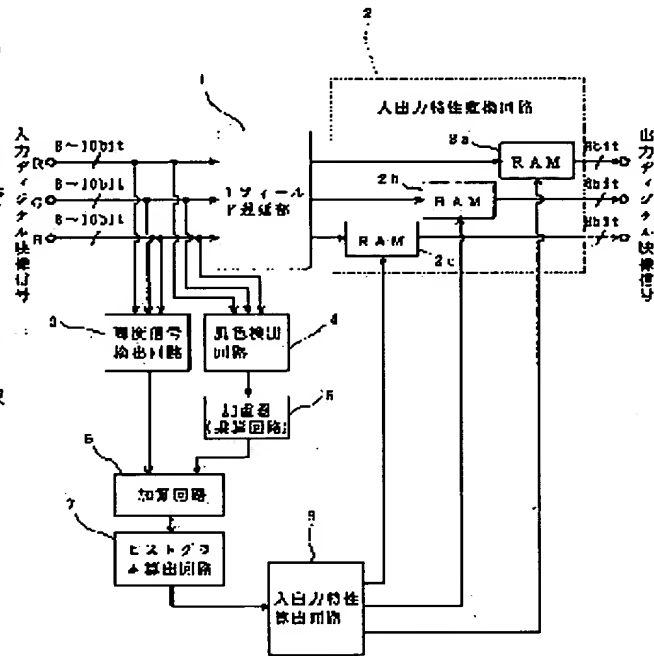 2
1
入出力特性変換回路
入力ディジタル映像信号
出力ディジタル映像信号
8~10bit
R
8~10bit
G
8~10bit
1フィールド遅延部
RAM
8bit
RAM
8bit
2c
RAM
8bit
3
輝度信号
検出回路
肌色検出
回路
4
加重器
(乗算回路)
加算回路
7
ヒストグラ
ム算出回路
入出力特性
算出回路